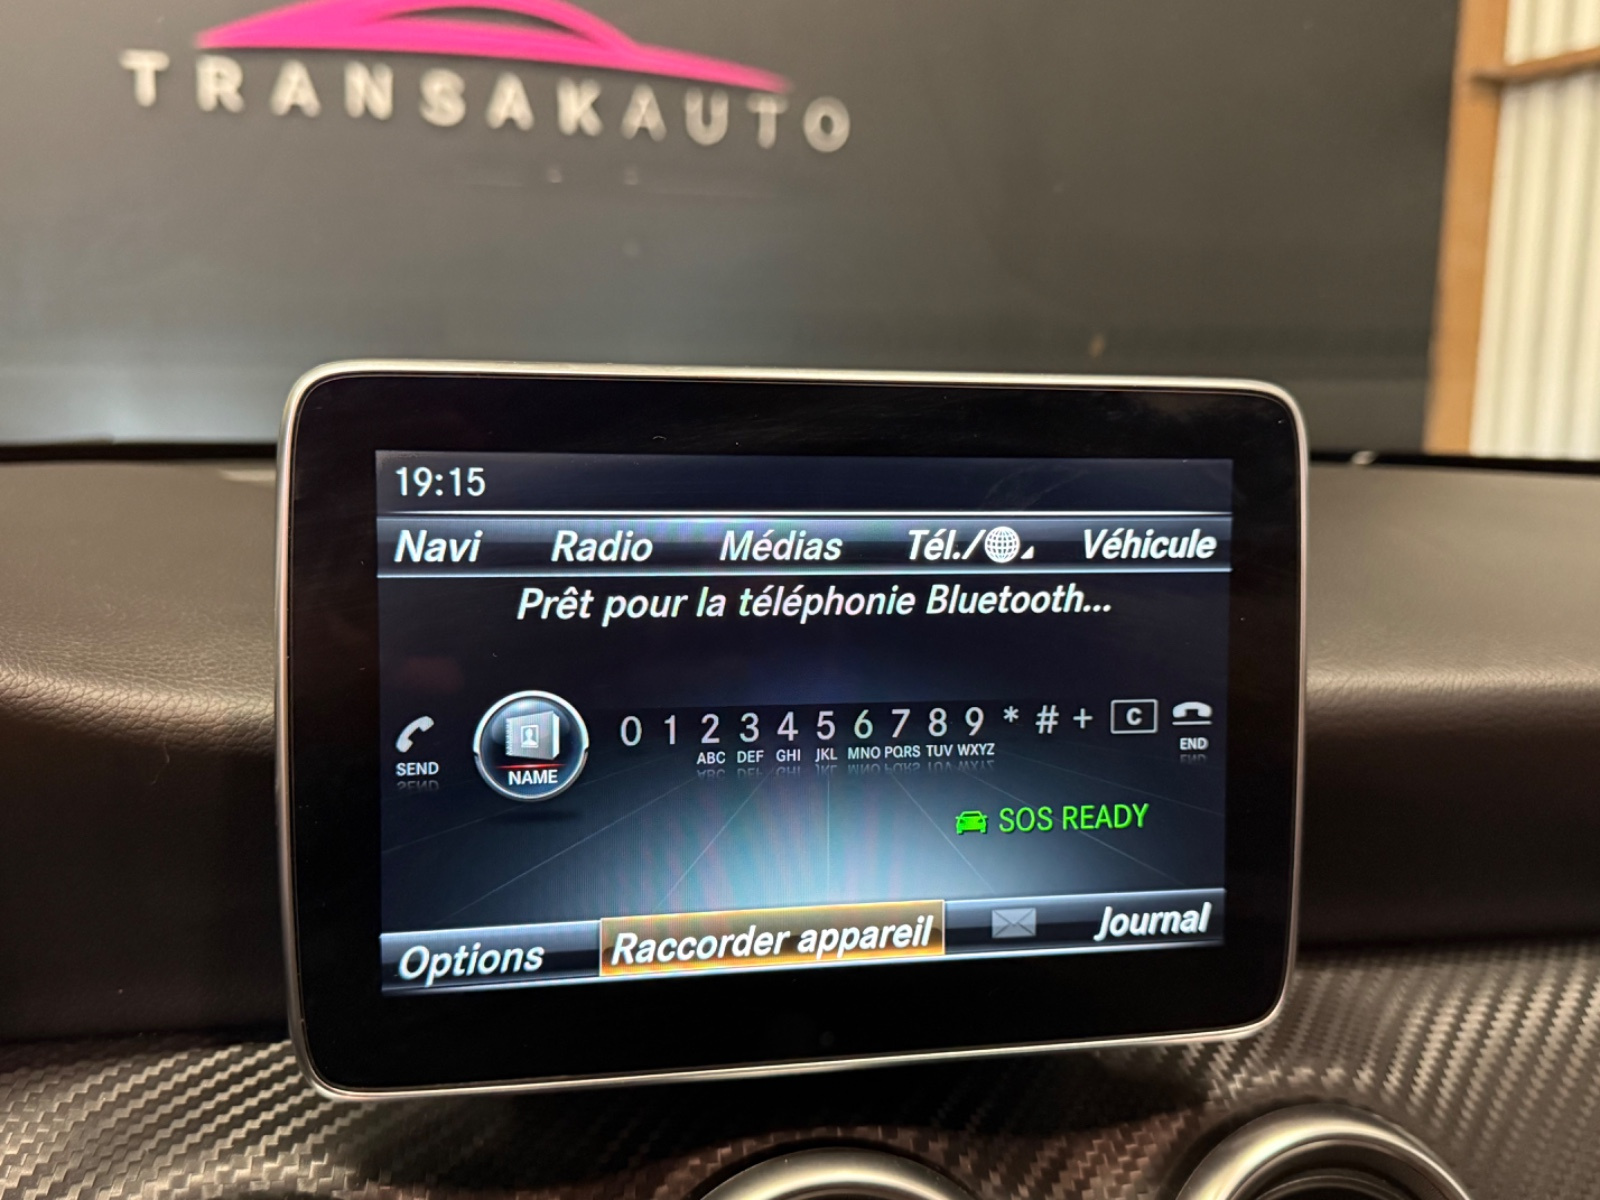 TRANSAKAUTO
19:15
Navi Radio Médias Tél./ Véhicule
Prêt pour la téléphonie Bluetooth...
0 1 2 3 4 5 6 7 8 9 * # + C
ABC DEF GHI JKL MNO PQRS TUV WXYZ
SEND NAME END
SOS READY
Options Raccorder appareil Journal